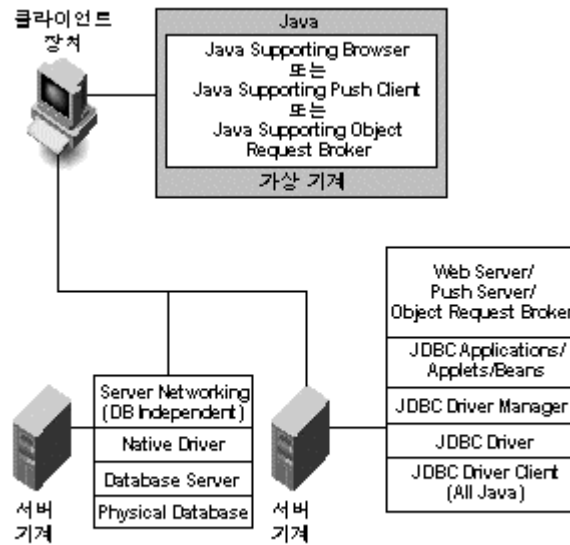 클라이언트
장치
Java
Java Supporting Browser
또는
Java Supporting Push Client
또는
Java Supporting Object
Request Broker
가상 기계
Web Server/
Push Server/
Object Request Broker
JDBC Applications/
Applets/Beans
JDBC Driver Manager
JDBC Driver
JDBC Driver Client
(All Java)
Server Networking
(DB Independent)
Native Driver
Database Server
Physical Database
서버
기계
서버
기계